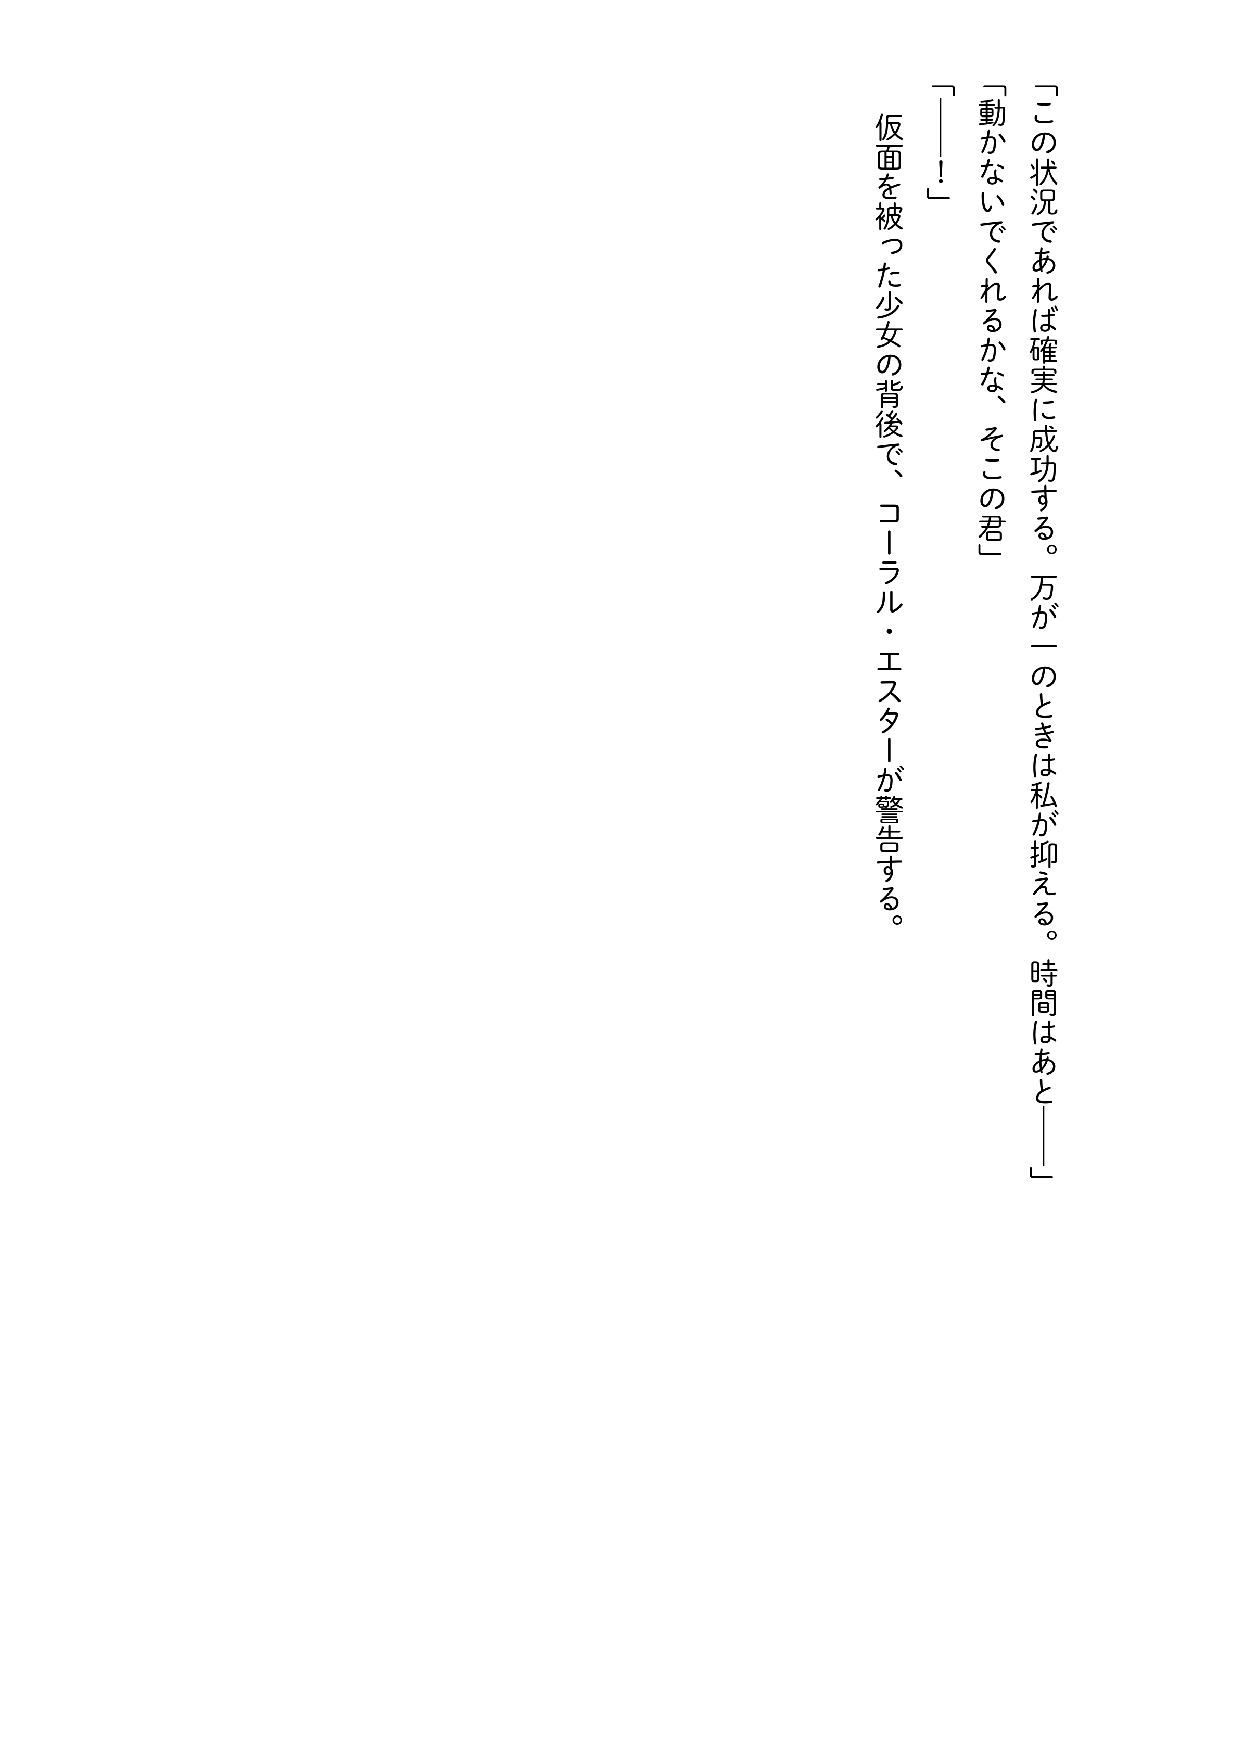 「この状況であれば確実に成功する。万が一のときは私が抑える。時間はあと――」
「動かないでくれるかな、そこの君」
「――！」
　仮面を被った少女の背後で、コーラル・エスターが警告する。